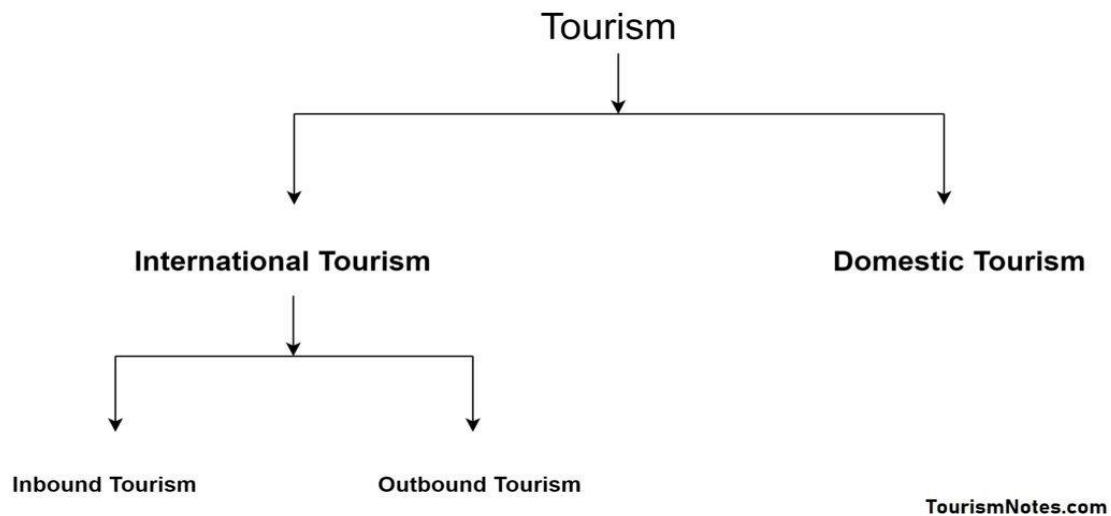 Tourism
International Tourism
Domestic Tourism
Inbound Tourism
Outbound Tourism
TourismNotes.com